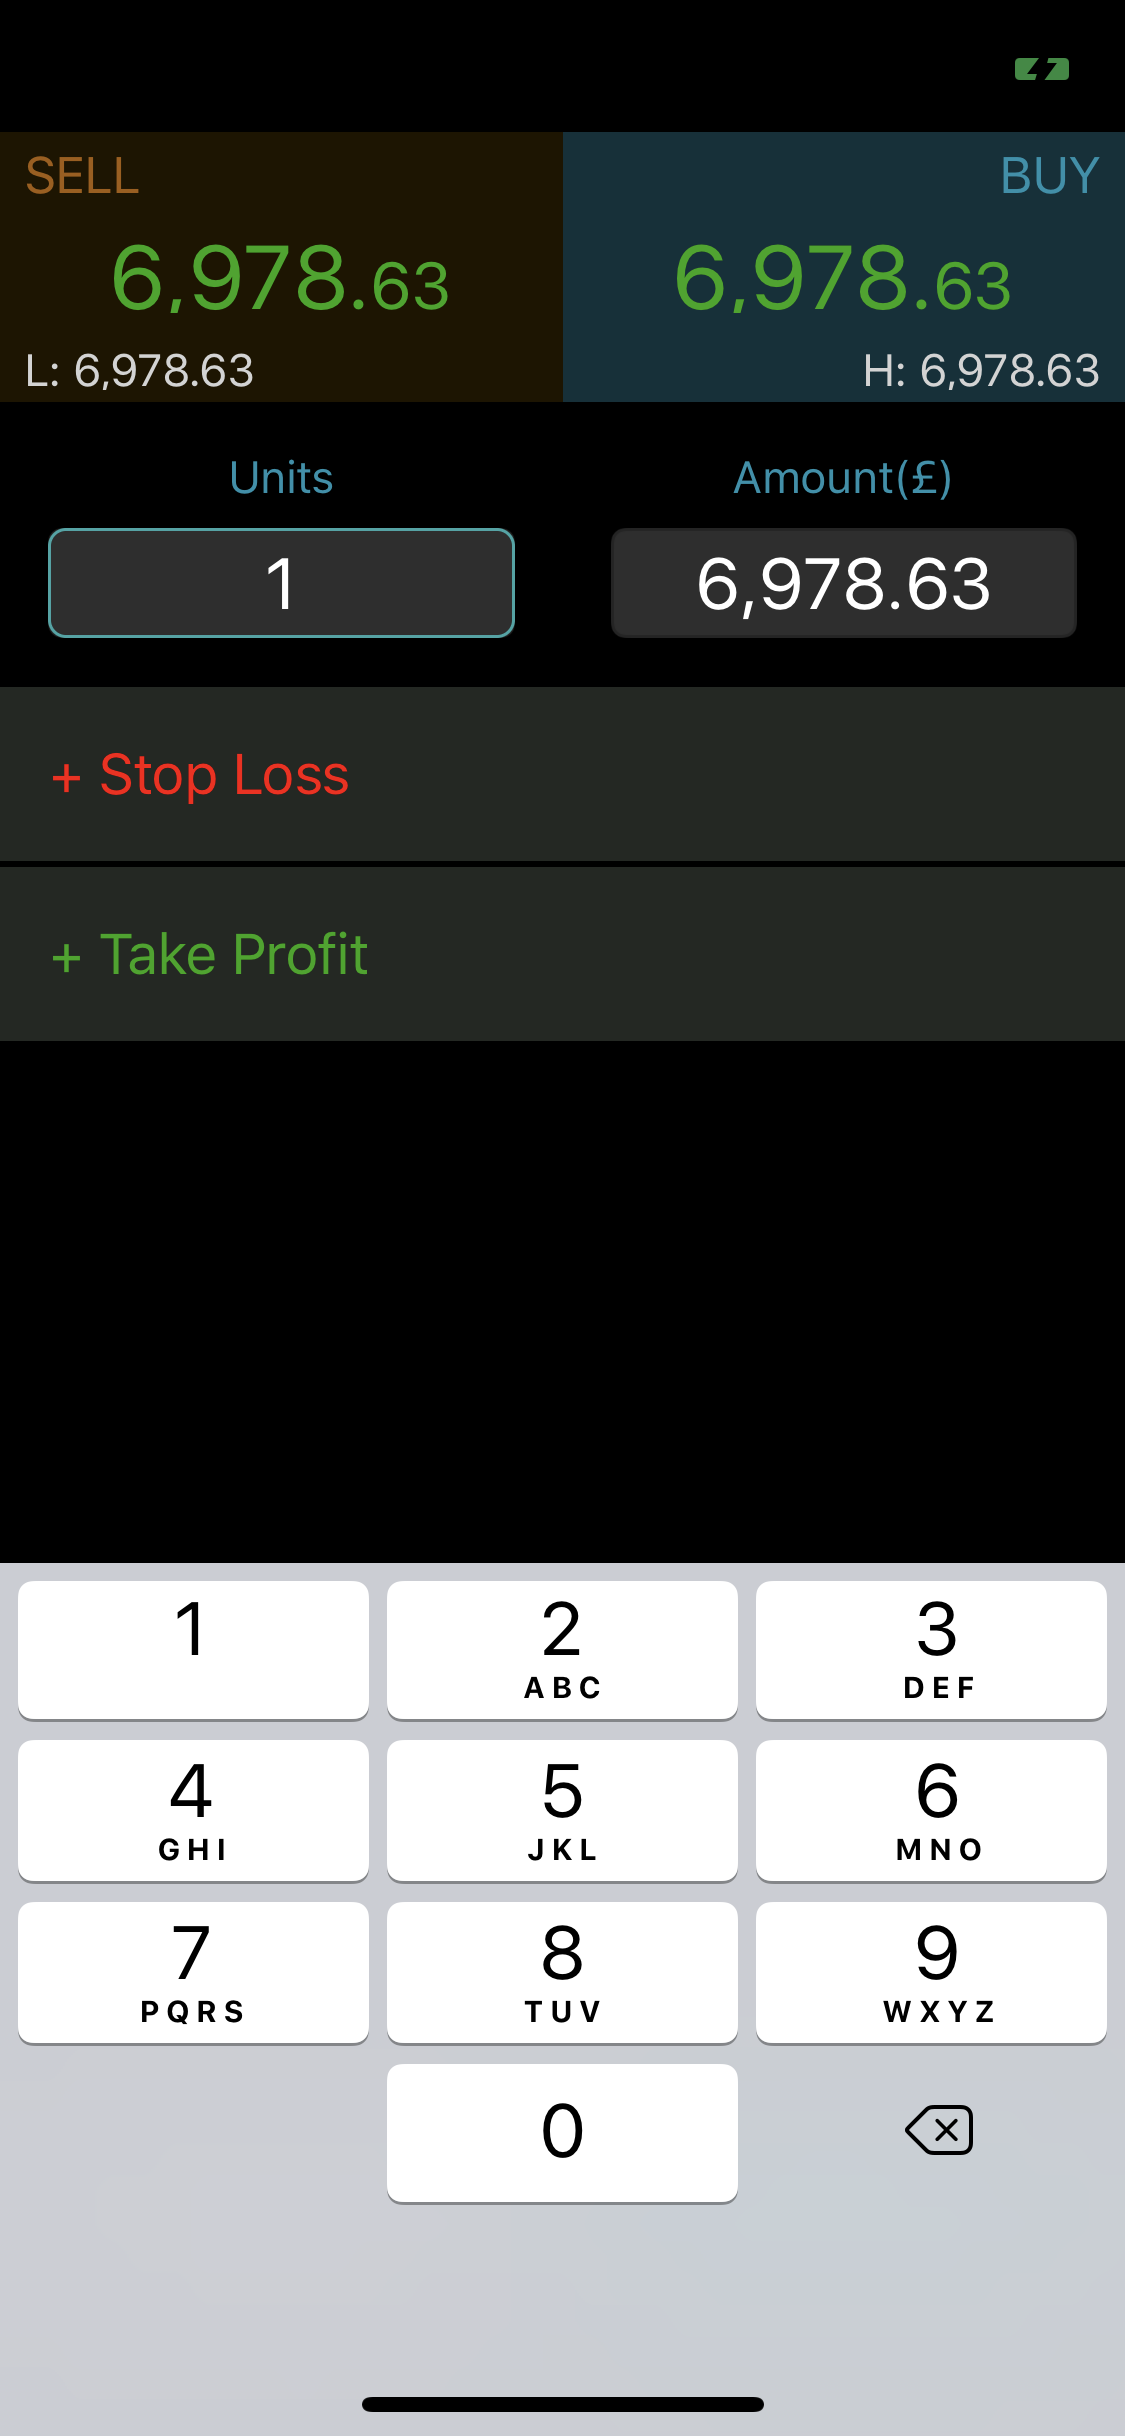 SELL BUY
6,978.63 6,978.63
L: 6,978.63 H: 6,978.63
Units Amount(£)
1 6,978.63
+ Stop Loss
+ Take Profit
1 2 3
ABC DEF
4 5 6
GHI JKL MNO
7 8 9
PQRS TUV WXYZ
0